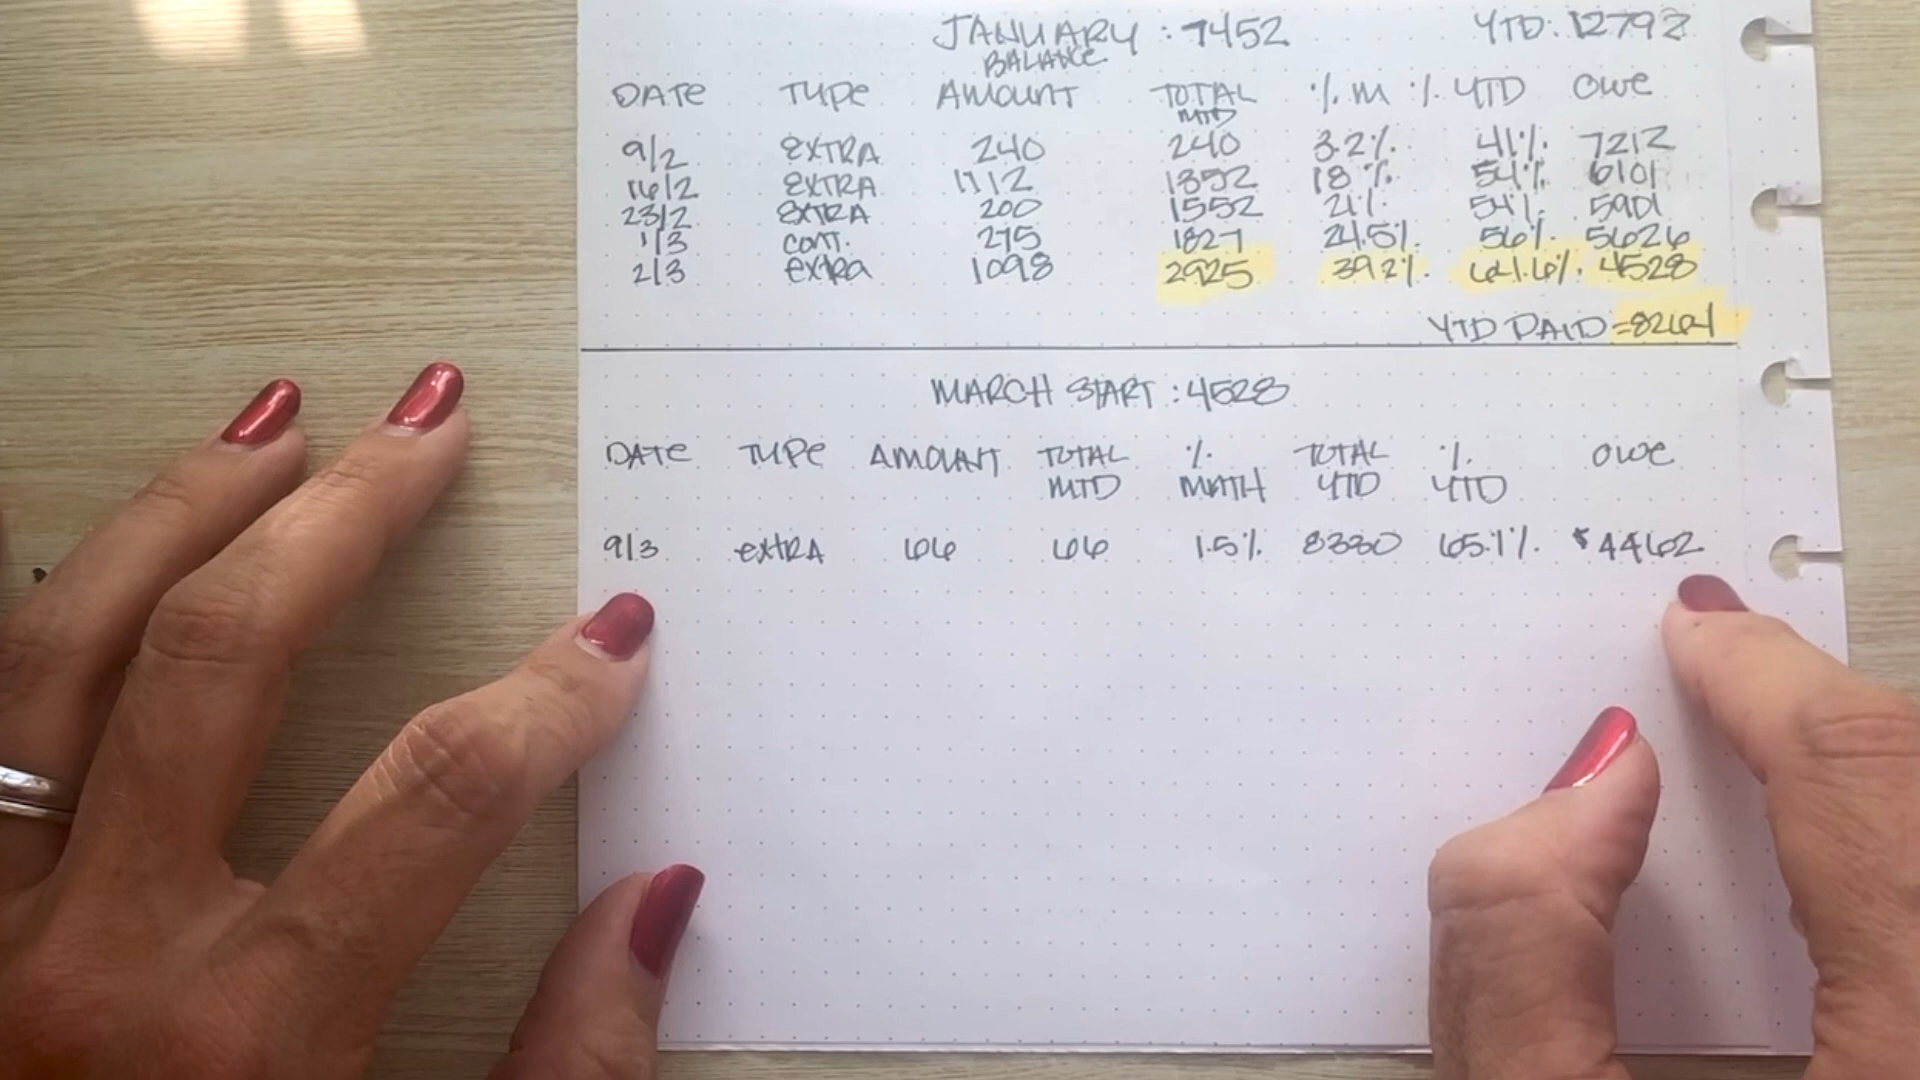 JANUARY : 7452 YTD: 12792
BALANCE
DATE TYPE AMOUNT TOTAL MTD % M % YTD OWE
9/2 EXTRA 240 240 3.2% 41% 7212
16/2 EXTRA 1112 1352 18% 54% 6101
23/2 EXTRA 200 1552 21% 54% 5901
1/3 CONT. 275 1827 24.5% 56% 5626
2/3 extra 1098 2925 39.2% 64.6% 4528
YTD PAID = 8264
MARCH START : 4528
DATE TYPE AMOUNT TOTAL MTD % MNTH TOTAL YTD % YTD OWE
9/3 EXTRA 66 66 1.5% 8330 65.1% $4462